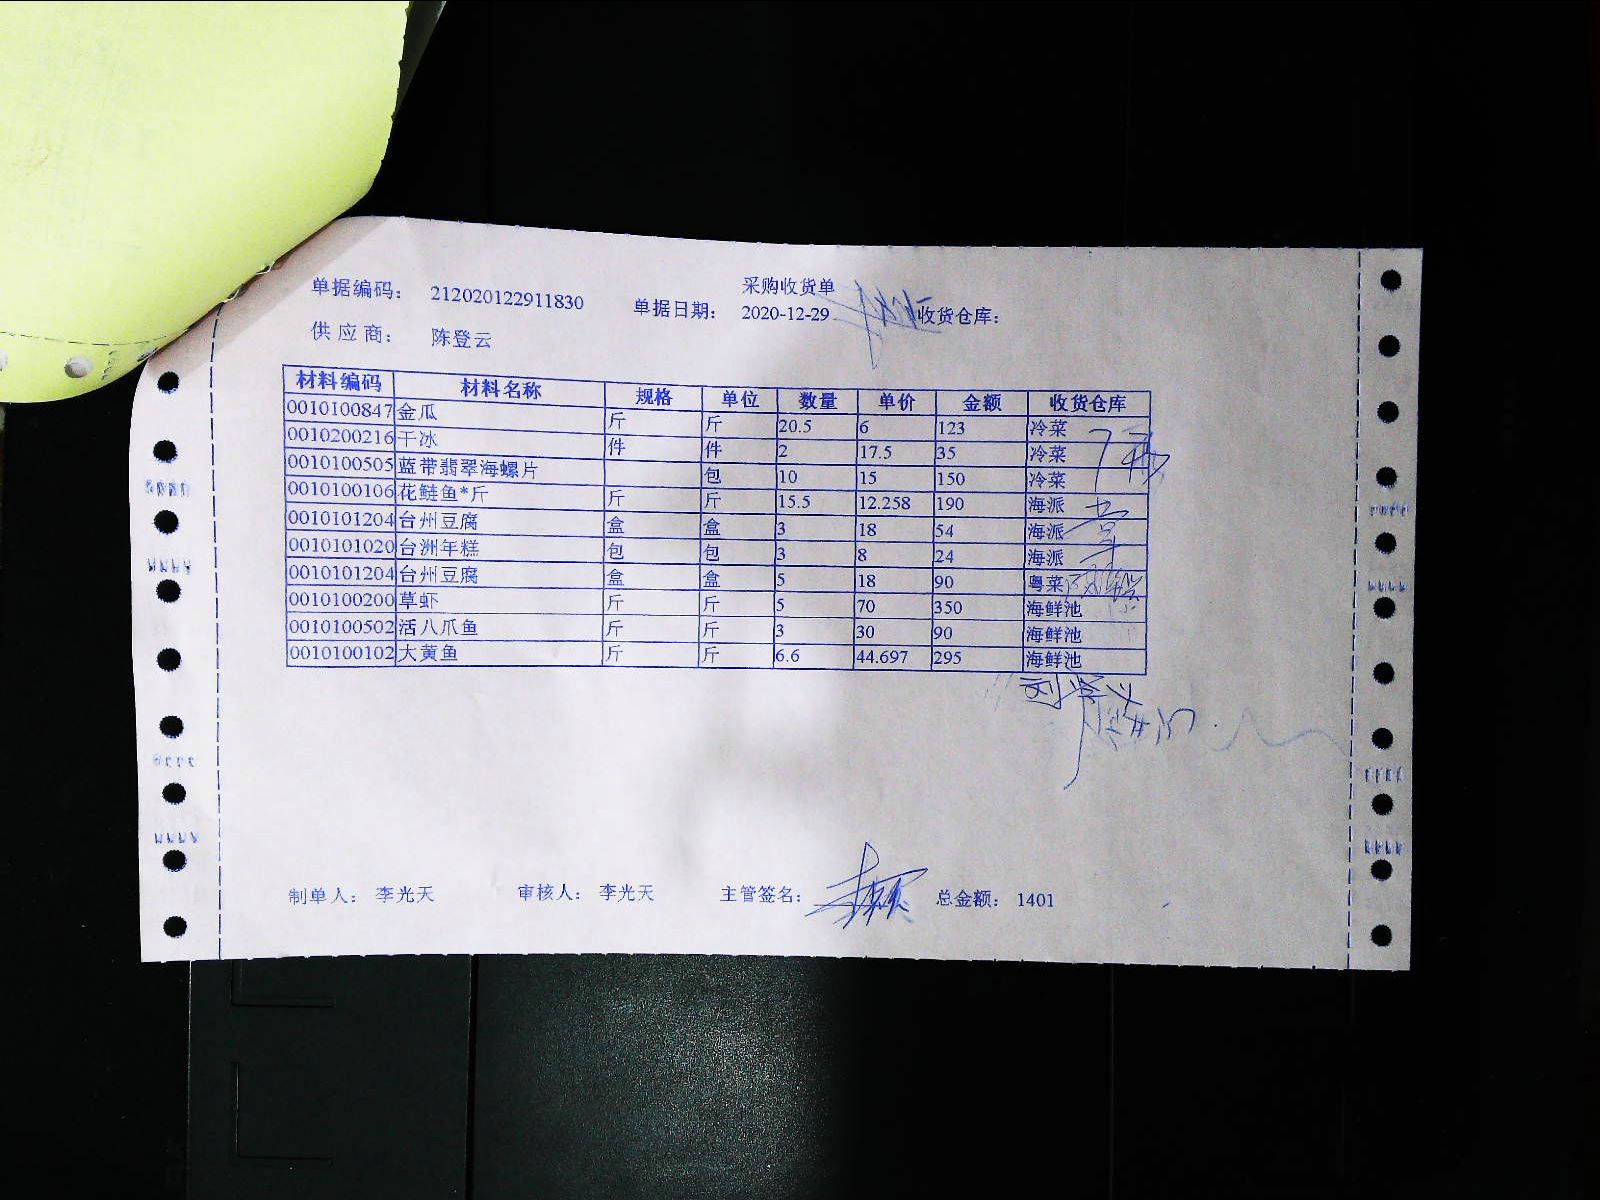 采购收货单
单据编码： 212020122911830 单据日期： 2020-12-29 收货仓库：
供应商： 陈登云
材料编码 材料名称 规格 单位 数量 单价 金额 收货仓库
0010100847 金瓜 斤 斤 20.5 6 123 冷菜
0010200216 干冰 件 件 2 17.5 35 冷菜
0010100505 蓝带翡翠海螺片 包 10 15 150 冷菜
0010100106 花鲢鱼*斤 斤 斤 15.5 12.258 190 海派
0010101204 台州豆腐 盒 盒 3 18 54 海派
0010101020 台洲年糕 包 包 3 8 24 海派
0010101204 台州豆腐 盒 盒 5 18 90 粤菜
0010100200 草虾 斤 斤 5 70 350 海鲜池
0010100502 活八爪鱼 斤 斤 3 30 90 海鲜池
0010100102 大黄鱼 斤 斤 6.6 44.697 295 海鲜池
制单人： 李光天 审核人： 李光天 主管签名： 总金额： 1401